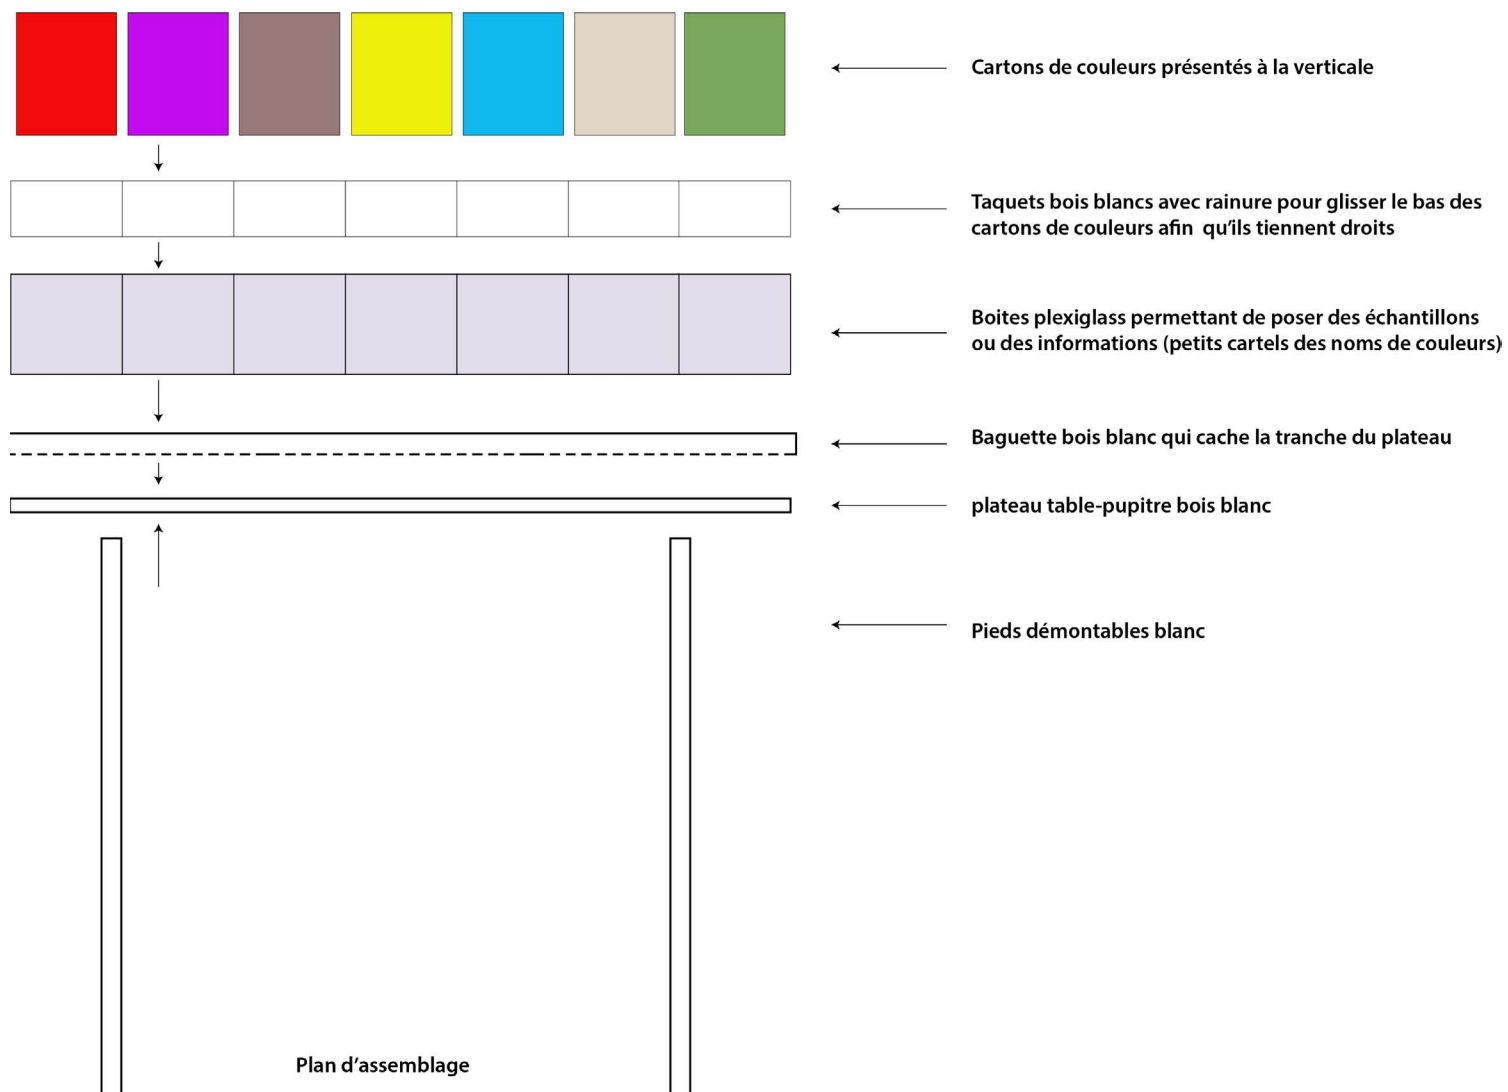 Cartons de couleurs présentés à la verticale
Taquets bois blancs avec rainure pour glisser le bas des
cartons de couleurs afin qu'ils tiennent droits
Boites plexiglass permettant de poser des échantillons
ou des informations (petits cartels des noms de couleurs)
Baguette bois blanc qui cache la tranche du plateau
plateau table-pupitre bois blanc
Pieds démontables blanc
Plan d'assemblage